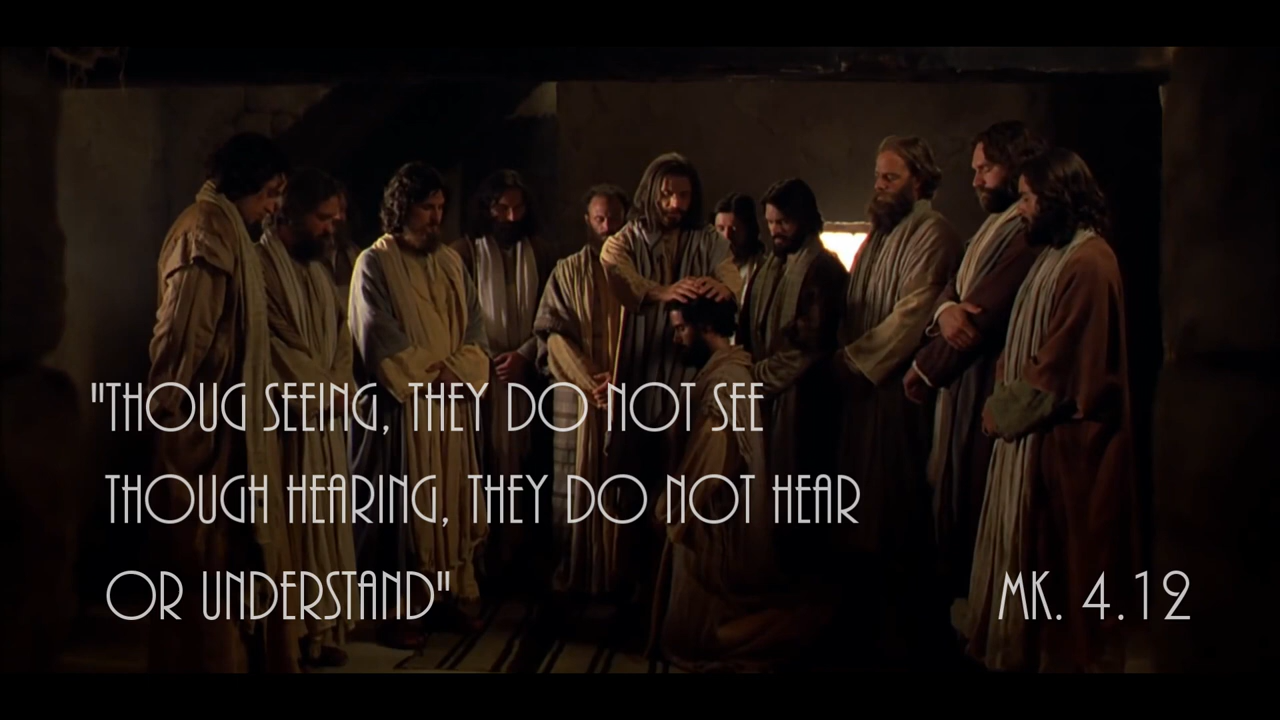 "THOUG SEEING, THEY DO NOT SEE
THOUGH HEARING, THEY DO NOT HEAR
OR UNDERSTAND"
MK. 4.12